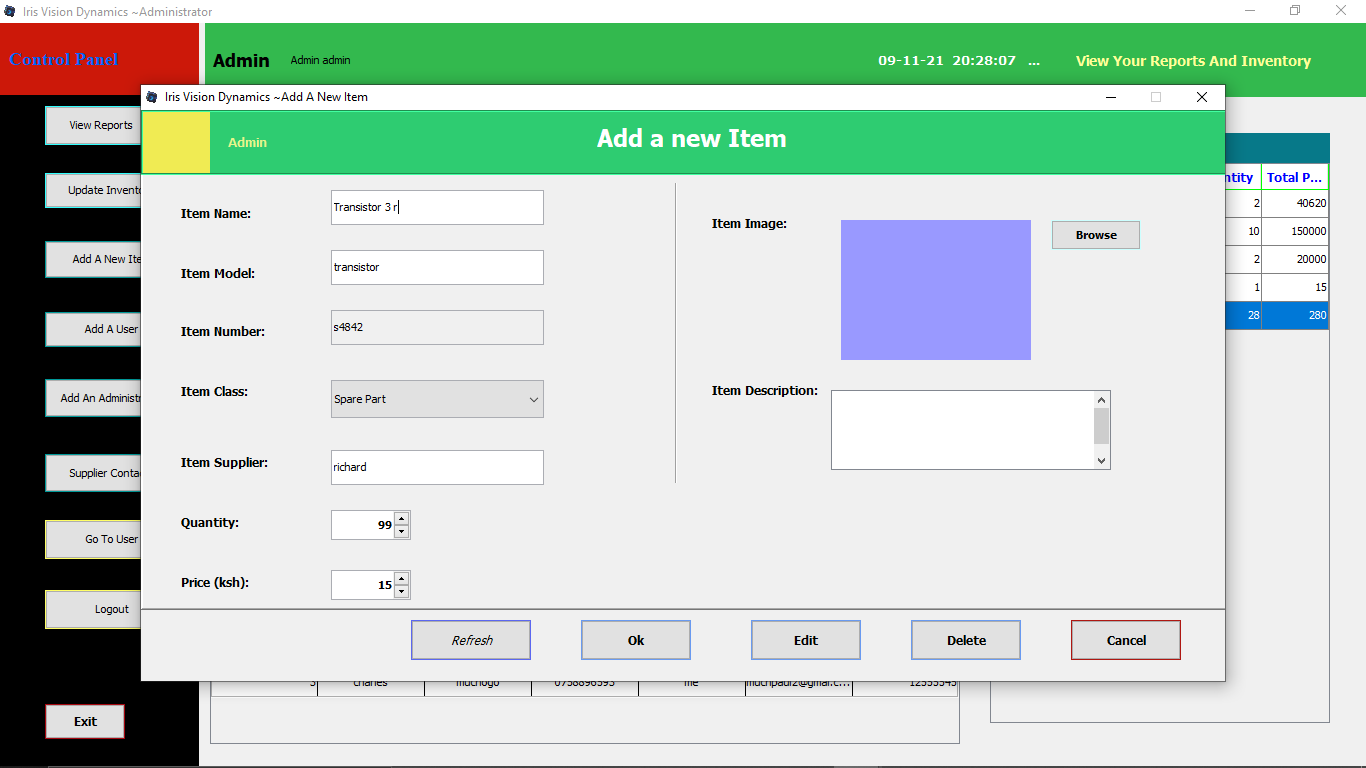 Iris Vision Dynamics ~Administrator
Control Panel
Admin Admin admin 09-11-21 20:28:07 ... View Your Reports And Inventory
Iris Vision Dynamics ~Add A New Item
Admin Add a new Item
View Reports
Update Invento
Add A New Ite
Add A User
Add An Administr
Supplier Conta
Go To User
Logout
Exit
Item Name: Transistor 3 r
Item Model: transistor
Item Number: s4842
Item Class: Spare Part
Item Supplier: richard
Quantity: 99
Price (ksh): 15
Item Image: Browse
Item Description:
Refresh Ok Edit Delete Cancel
ntity Total P...
2 40620
10 150000
2 20000
1 15
28 280
3 charles muchogo 0758896593 me muchpaul2@gmal.c... 12555545